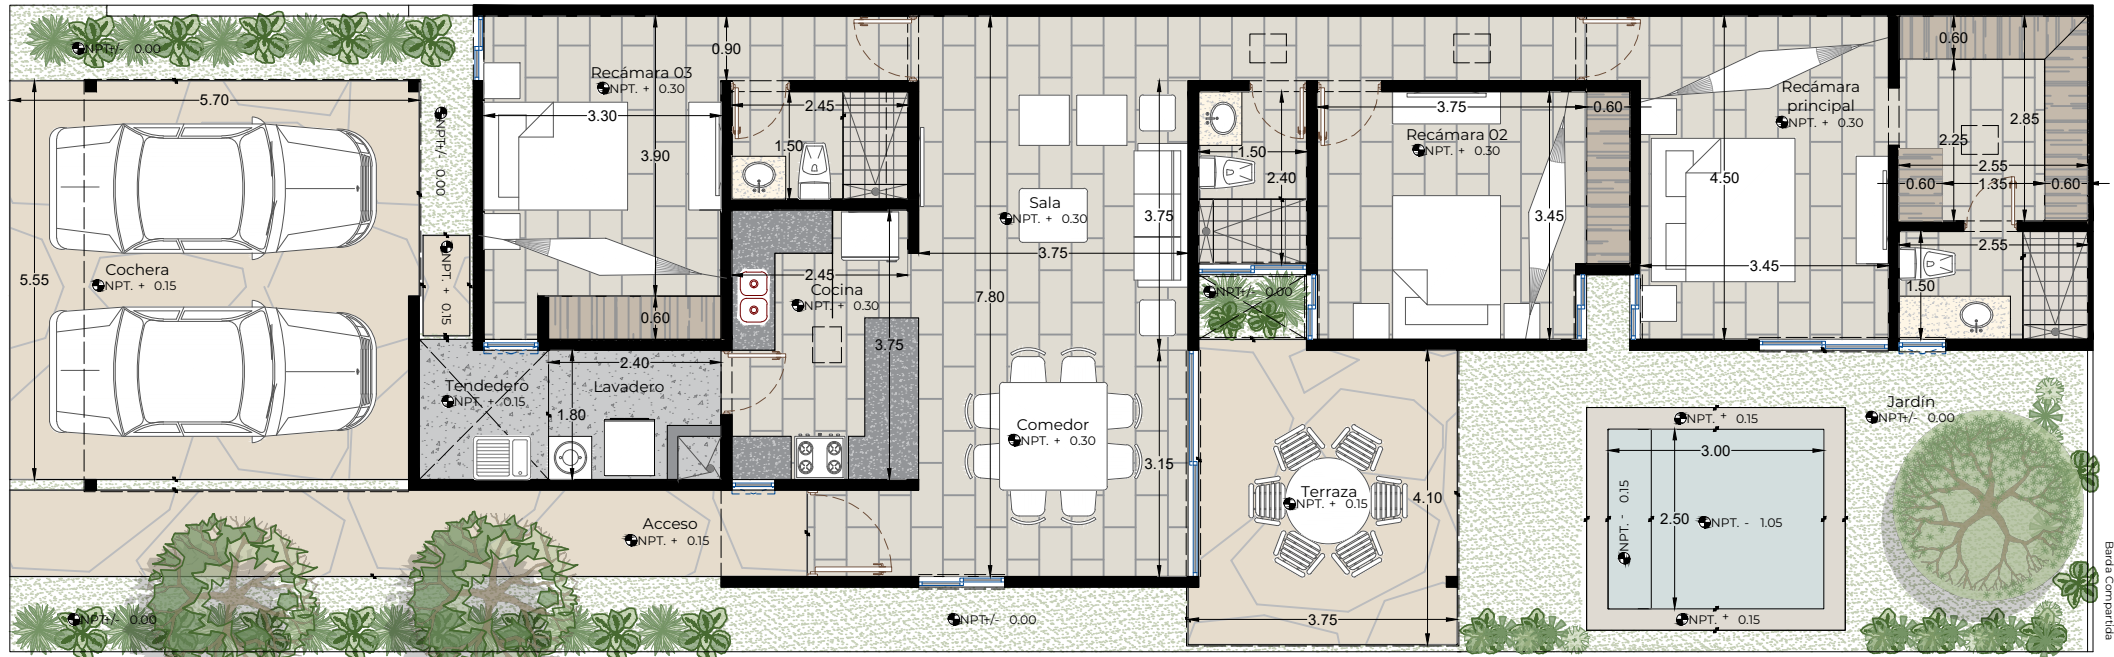 NPT+/- 0.00
5.70
5.55
Cochera
NPT. + 0.15
NPT+/- 0.00
NPT. + 0.15
Recámara 03
NPT. + 0.30
3.30
3.90
0.60
0.90
2.45
1.50
2.45
Cocina
NPT. + 0.30
3.75
Tendedero
NPT. + 0.15
2.40
Lavadero
1.80
Acceso
NPT. + 0.15
NPT+/- 0.00
Sala
NPT. + 0.30
3.75
3.75
7.80
Comedor
NPT. + 0.30
3.15
NPT+/- 0.00
1.50
2.40
NPT+/- 0.00
3.75
0.60
Recámara 02
NPT. + 0.30
3.45
Terraza
NPT. + 0.15
4.10
3.75
Recámara
principal
NPT. + 0.30
4.50
3.45
0.60
2.85
2.25
2.55
0.60
1.35
0.60
2.55
1.50
Jardín
NPT+/- 0.00
NPT. + 0.15
3.00
NPT. - 0.15
2.50
NPT. - 1.05
NPT. + 0.15
Barda Compartida